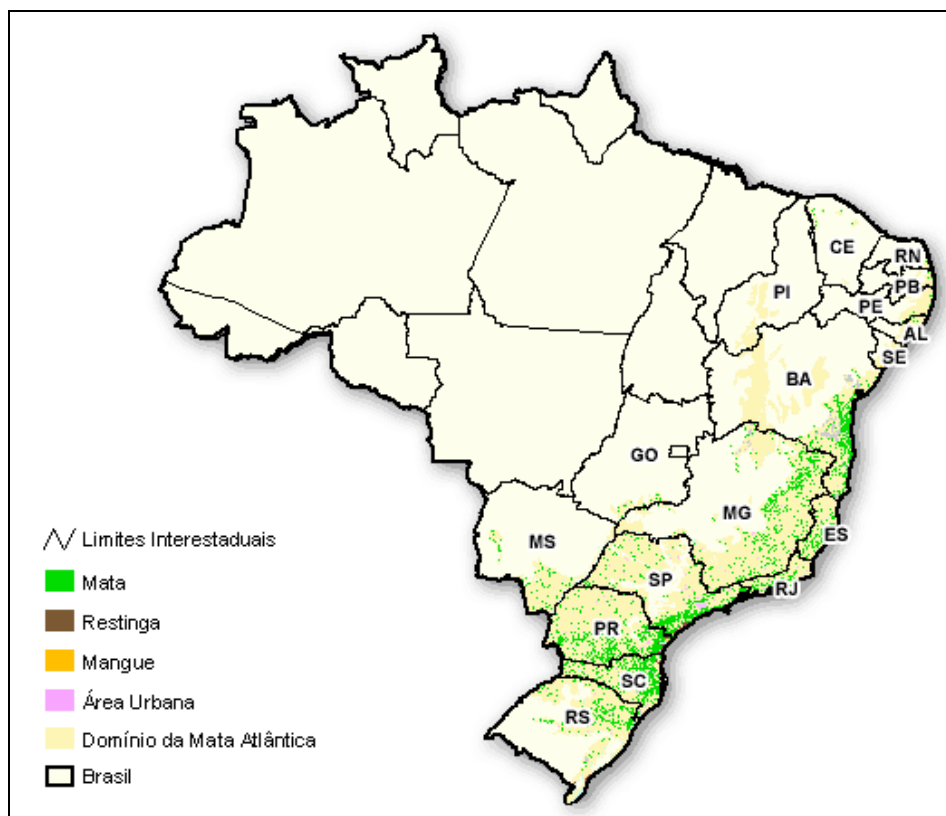 CE
RN
PB
PI
PE
AL
SE
BA
GO
MG
ES
MS
SP
RJ
PR
SC
RS
Limites Interestaduais
Mata
Restinga
Mangue
Área Urbana
Domínio da Mata Atlântica
Brasil